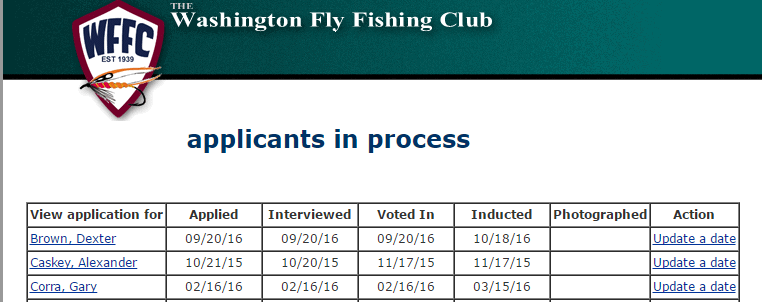 THE
Washington Fly Fishing Club
WFFC
EST 1939
applicants in process
View application for Applied Interviewed Voted In Inducted Photographed Action
Brown, Dexter 09/20/16 09/20/16 09/20/16 10/18/16 Update a date
Caskey, Alexander 10/21/15 10/20/15 11/17/15 11/17/15 Update a date
Corra, Gary 02/16/16 02/16/16 02/16/16 03/15/16 Update a date